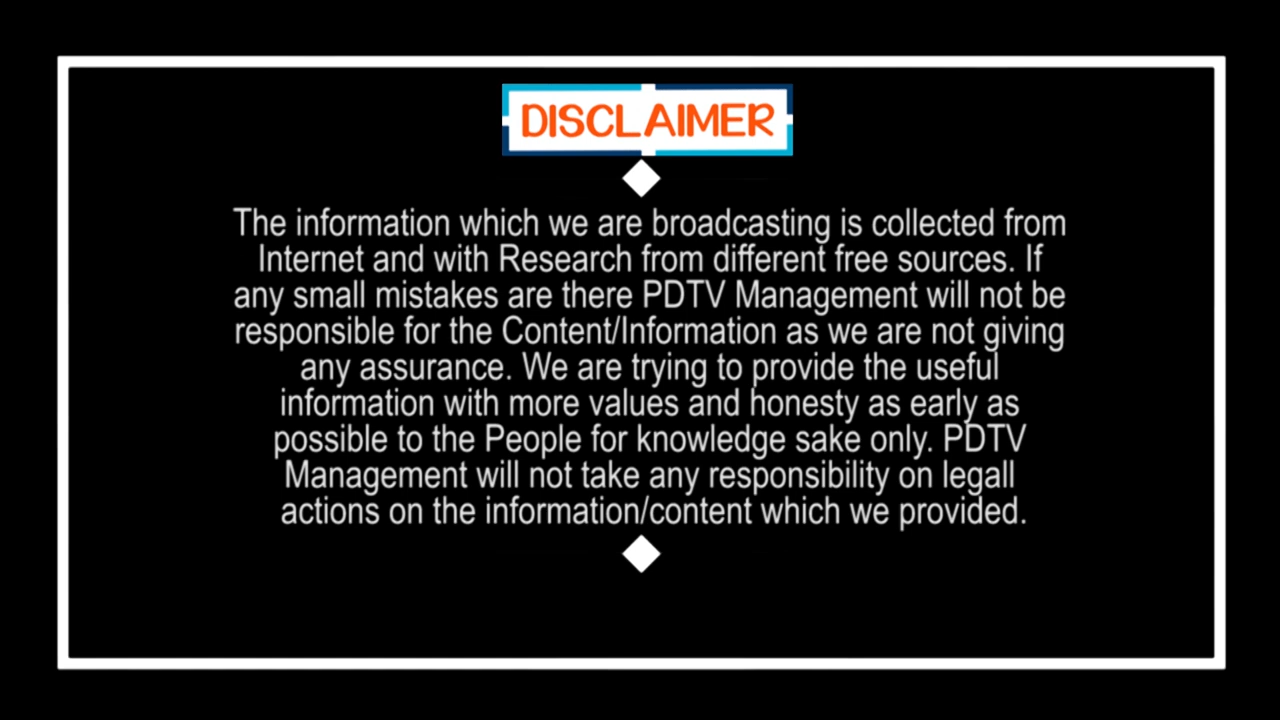 DISCLAIMER
The information which we are broadcasting is collected from
Internet and with Research from different free sources. If
any small mistakes are there PDTV Management will not be
responsible for the Content/Information as we are not giving
any assurance. We are trying to provide the useful
information with more values and honesty as early as
possible to the People for knowledge sake only. PDTV
Management will not take any responsibility on legall
actions on the information/content which we provided.